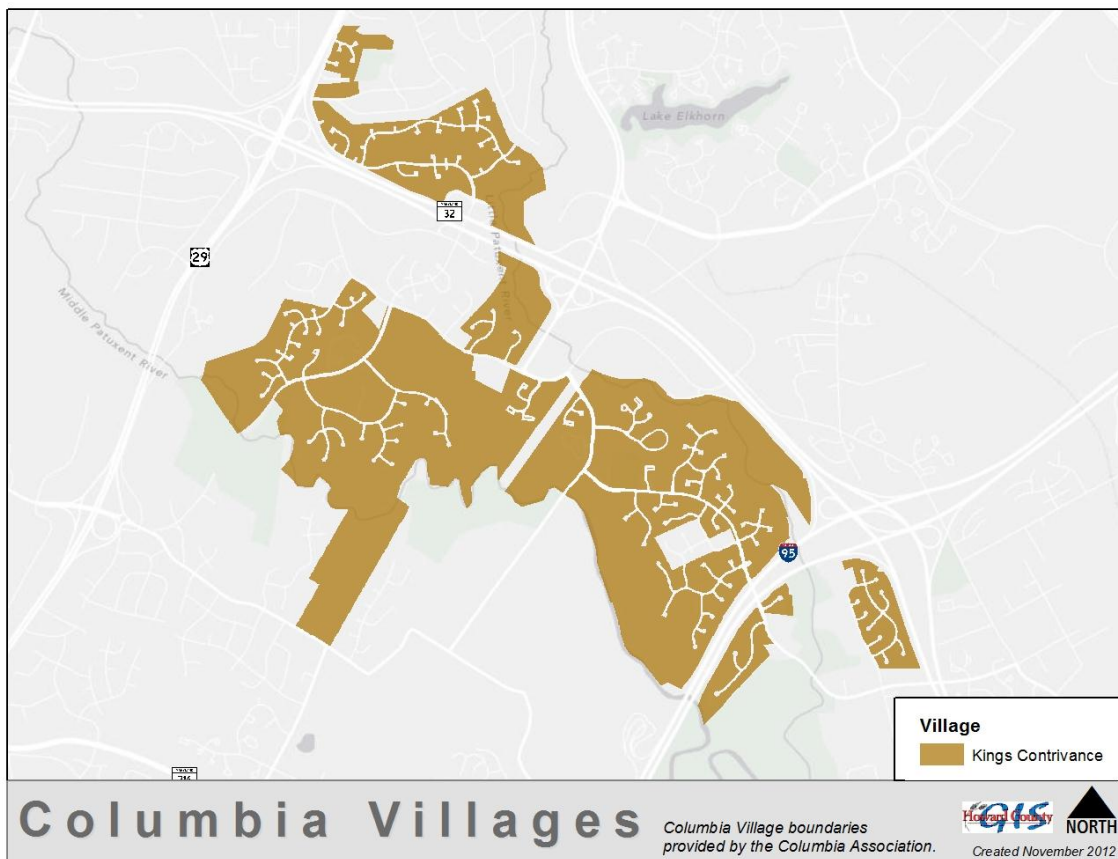 Lake Elkhorn
32
29
Little Patuxent River
Middle Patuxent River
95
Village
Kings Contrivance
Columbia Villages
Columbia Village boundaries
provided by the Columbia Association.
Howard County
GIS
NORTH
Created November 2012